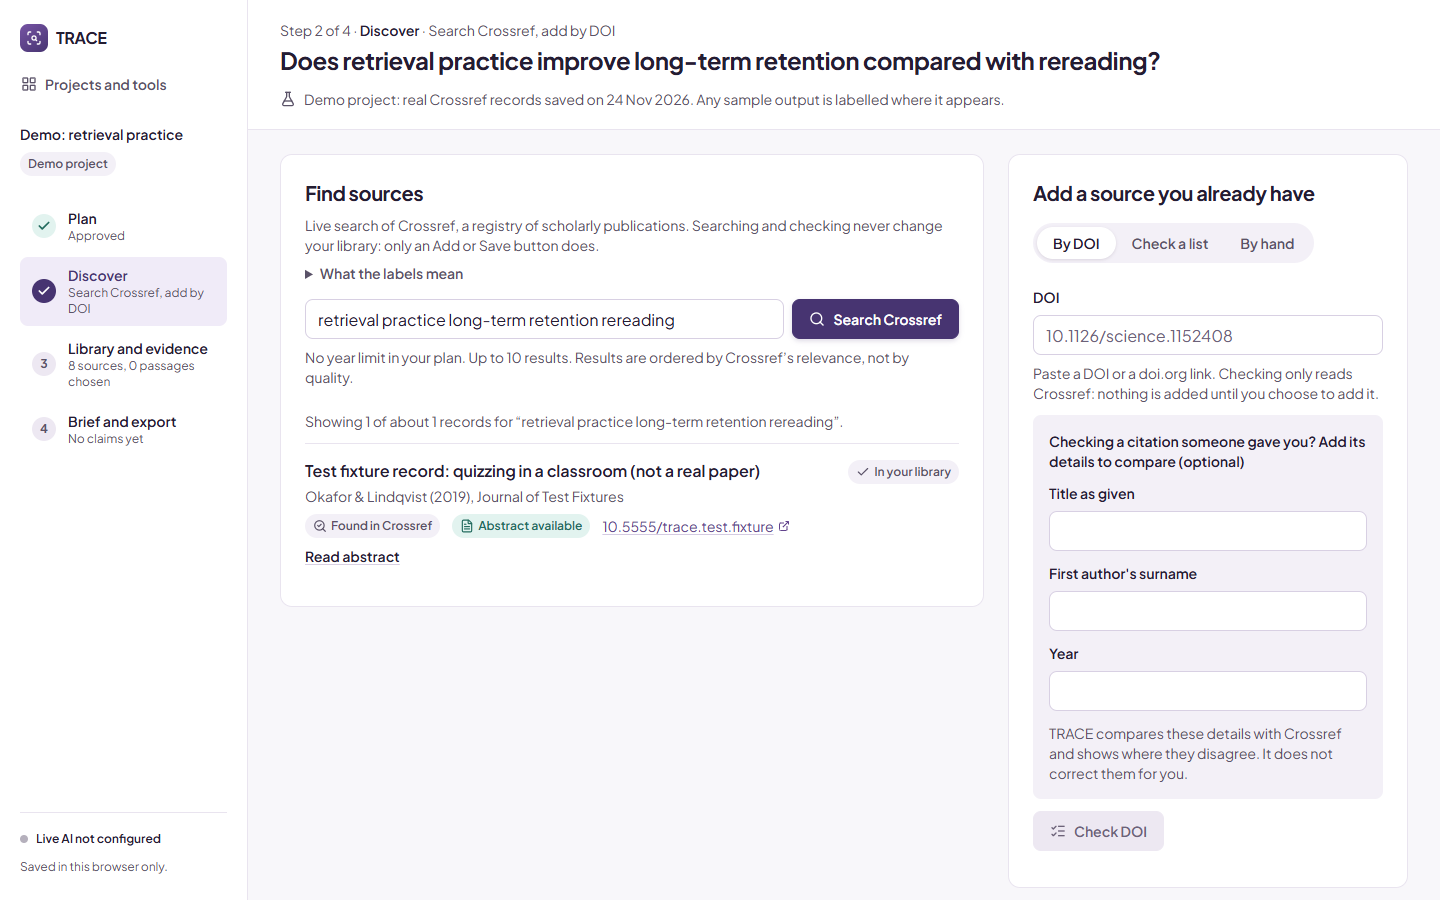 TRACE
Projects and tools
Demo: retrieval practice
Demo project
Plan
Approved
Discover
Search Crossref, add by
DOI
3
Library and evidence
8 sources, 0 passages
chosen
4
Brief and export
No claims yet
Live AI not configured
Saved in this browser only.
Step 2 of 4 · Discover · Search Crossref, add by DOI
Does retrieval practice improve long-term retention compared with rereading?
Demo project: real Crossref records saved on 24 Nov 2026. Any sample output is labelled where it appears.
Find sources
Live search of Crossref, a registry of scholarly publications. Searching and checking never change
your library: only an Add or Save button does.
What the labels mean
retrieval practice long-term retention rereading
Search Crossref
No year limit in your plan. Up to 10 results. Results are ordered by Crossref's relevance, not by
quality.
Showing 1 of about 1 records for “retrieval practice long-term retention rereading”.
Test fixture record: quizzing in a classroom (not a real paper)
In your library
Okafor & Lindqvist (2019), Journal of Test Fixtures
Found in Crossref
Abstract available
10.5555/trace.test.fixture
Read abstract
Add a source you already have
By DOI
Check a list
By hand
DOI
10.1126/science.1152408
Paste a DOI or a doi.org link. Checking only reads
Crossref: nothing is added until you choose to add it.
Checking a citation someone gave you? Add its
details to compare (optional)
Title as given
First author's surname
Year
TRACE compares these details with Crossref
and shows where they disagree. It does not
correct them for you.
Check DOI